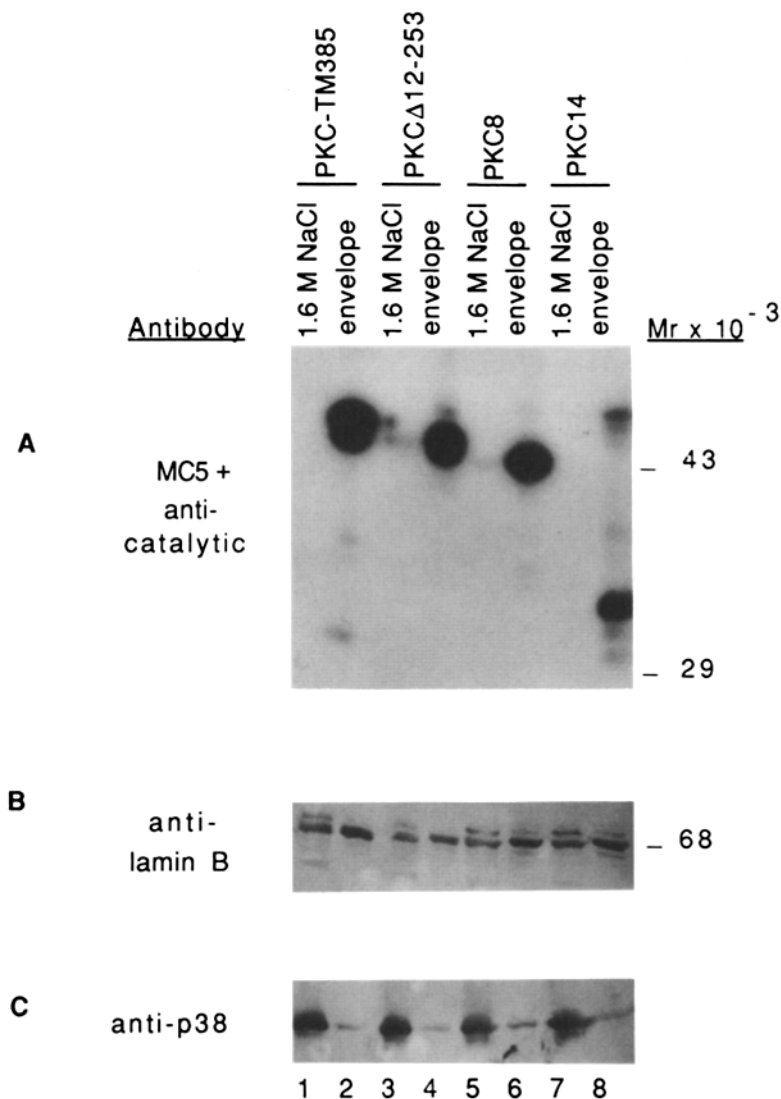 PKC-TM385
PKCΔ12-253
PKC8
PKC14
1.6 M NaCl
envelope
1.6 M NaCl
envelope
1.6 M NaCl
envelope
1.6 M NaCl
envelope
Antibody
Mr x 10-3
A
MC5 +
anti-
catalytic
43
29
B
anti-
lamin B
68
C
anti-p38
1 2 3 4 5 6 7 8